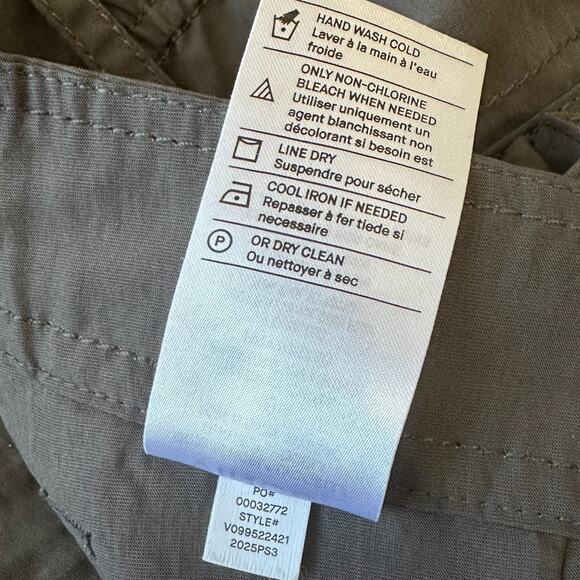 HAND WASH COLD
Laver à la main à l'eau
froide
ONLY NON-CHLORINE
BLEACH WHEN NEEDED
Utiliser uniquement un
agent blanchissant non
décolorant si besoin est
LINE DRY
Suspendre pour sécher
COOL IRON IF NEEDED
Repasser à fer tiede si
necessaire
P
OR DRY CLEAN
Ou nettoyer à sec
PO#
00032772
STYLE#
V099522421
2025PS3